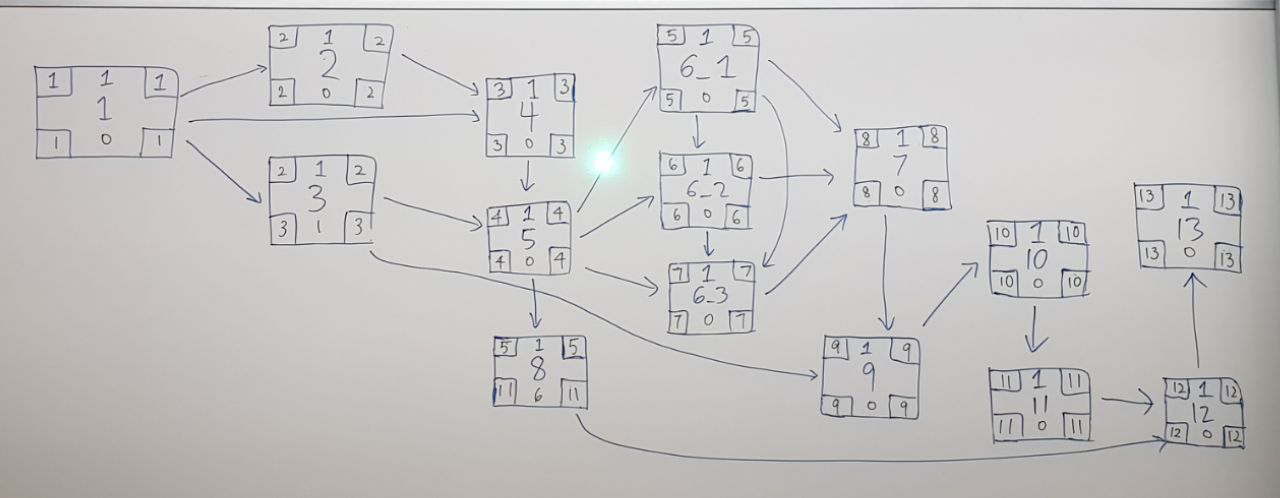 1 1 1
1
1 0 1
2 1 2
2
2 0 2
2 1 2
3
3 1 3
3 1 3
4
3 0 3
4 1 4
5
4 0 4
5 1 5
8
11 6 11
5 1 5
6_1
5 0 5
6 1 6
6_2
6 0 6
7 1 7
6_3
7 0 7
8 1 8
7
8 0 8
9 1 9
9
9 0 9
10 1 10
10
10 0 10
11 1 11
11
11 0 11
12 1 12
12
12 0 12
13 1 13
13
13 0 13